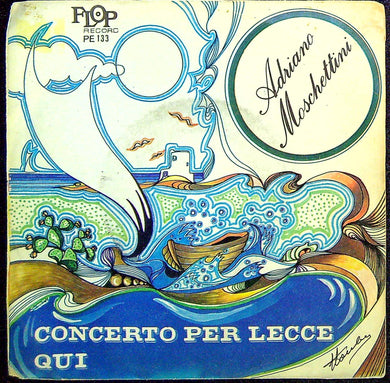 FLOP
RECORD
PE 133
Adriano
Moschettini
CONCERTO PER LECCE
QUI